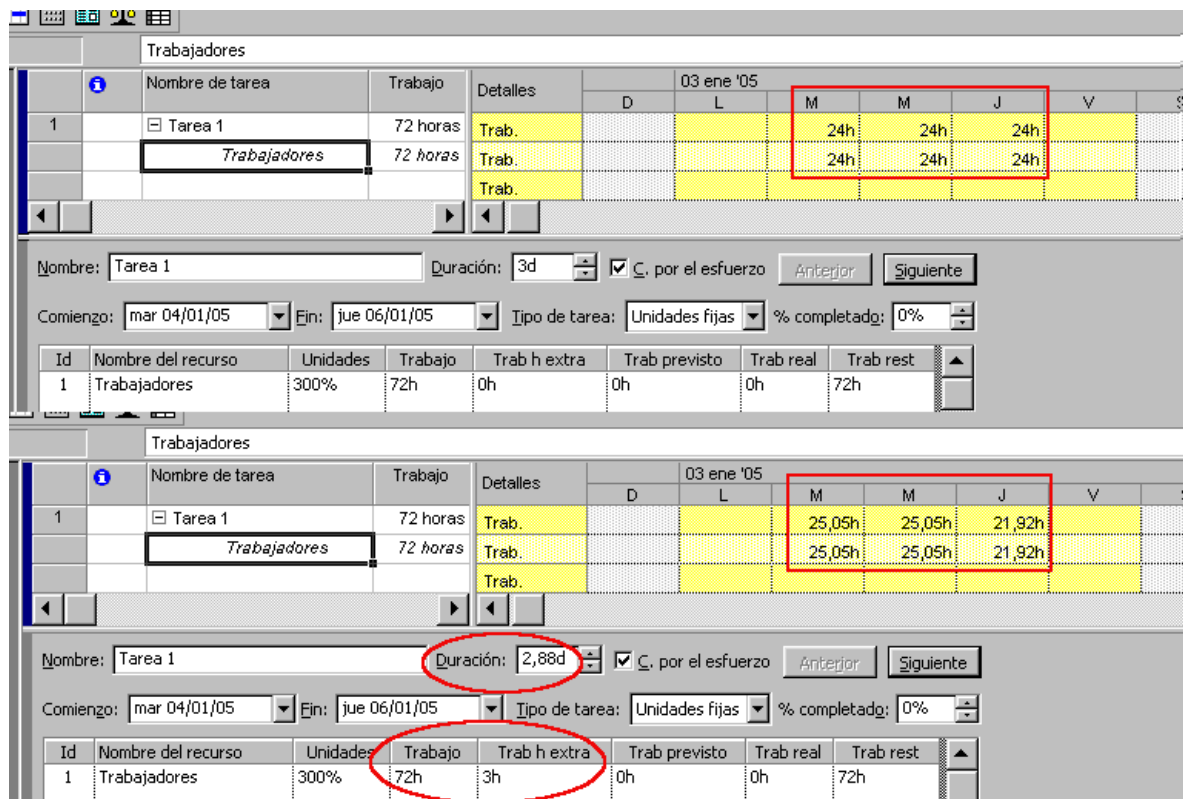 Trabajadores
Nombre de tarea Trabajo Detalles 03 ene '05
D L M M J V S
1 Tarea 1 72 horas Trab. 24h 24h 24h
Trabajadores 72 horas Trab. 24h 24h 24h
Trab.
Nombre: Tarea 1 Duración: 3d C. por el esfuerzo Anterior Siguiente
Comienzo: mar 04/01/05 Fin: jue 06/01/05 Tipo de tarea: Unidades fijas % completado: 0%
Id Nombre del recurso Unidades Trabajo Trab h extra Trab previsto Trab real Trab rest
1 Trabajadores 300% 72h 0h 0h 0h 72h
Trabajadores
Nombre de tarea Trabajo Detalles 03 ene '05
D L M M J V
1 Tarea 1 72 horas Trab. 25,05h 25,05h 21,92h
Trabajadores 72 horas Trab. 25,05h 25,05h 21,92h
Trab.
Nombre: Tarea 1 Duración: 2,88d C. por el esfuerzo Anterior Siguiente
Comienzo: mar 04/01/05 Fin: jue 06/01/05 Tipo de tarea: Unidades fijas % completado: 0%
Id Nombre del recurso Unidades Trabajo Trab h extra Trab previsto Trab real Trab rest
1 Trabajadores 300% 72h 3h 0h 0h 72h